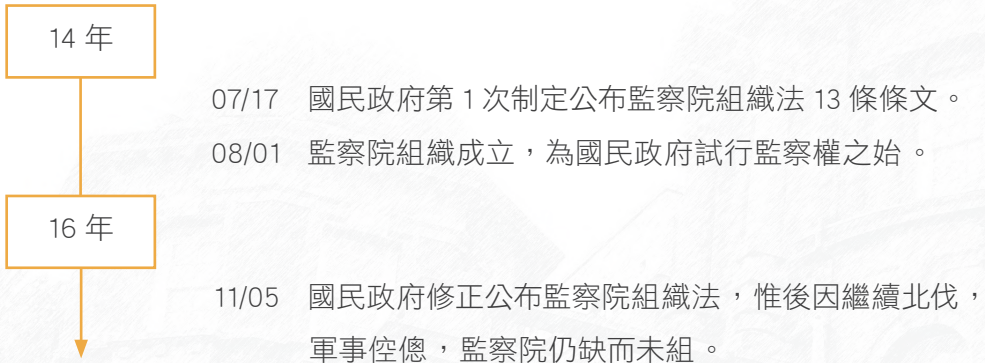 14 年
07/17 國民政府第 1 次制定公布監察院組織法 13 條條文。
08/01 監察院組織成立，為國民政府試行監察權之始。
16 年
11/05 國民政府修正公布監察院組織法，惟後因繼續北伐，
軍事倥傯，監察院仍缺而未組。